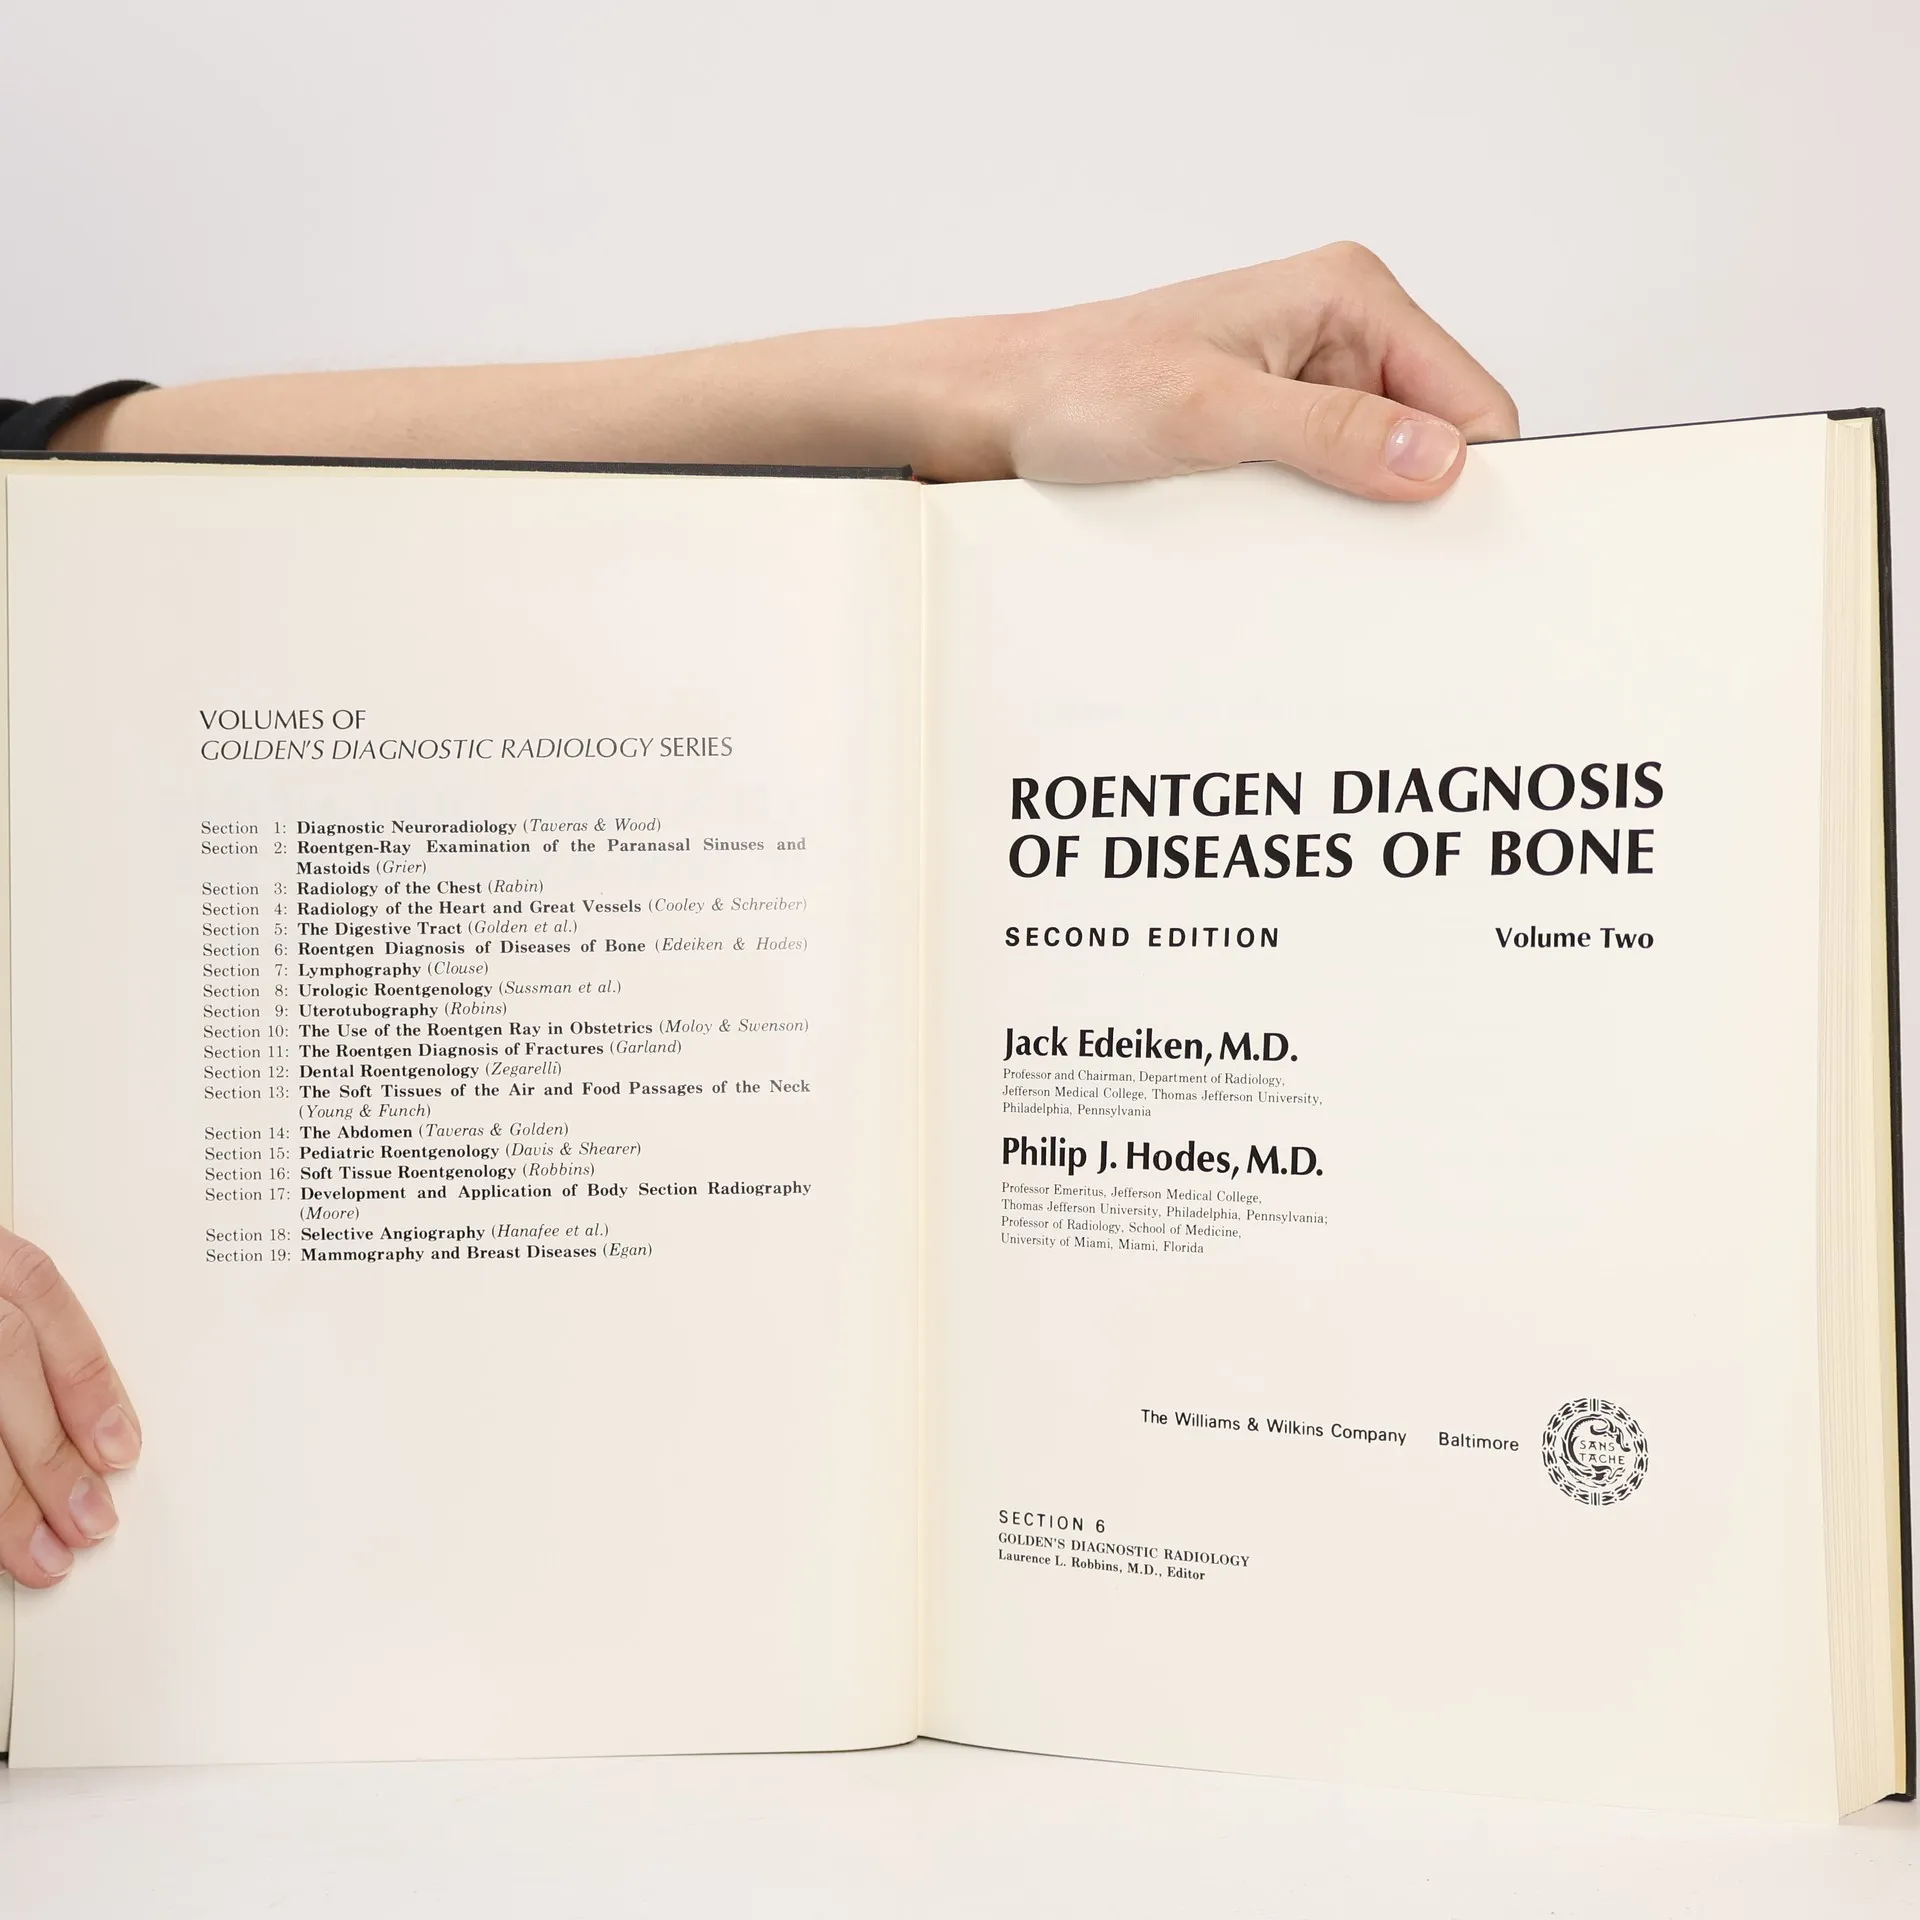 VOLUMES OF
GOLDEN'S DIAGNOSTIC RADIOLOGY SERIES
Section 1: Diagnostic Neuroradiology (Taveras & Wood)
Section 2: Roentgen-Ray Examination of the Paranasal Sinuses and
Mastoids (Grier)
Section 3: Radiology of the Chest (Rabin)
Section 4: Radiology of the Heart and Great Vessels (Cooley & Schreiber)
Section 5: The Digestive Tract (Golden et al.)
Section 6: Roentgen Diagnosis of Diseases of Bone (Edeiken & Hodes)
Section 7: Lymphography (Clouse)
Section 8: Urologic Roentgenology (Sussman et al.)
Section 9: Uterotubography (Robins)
Section 10: The Use of the Roentgen Ray in Obstetrics (Moloy & Swenson)
Section 11: The Roentgen Diagnosis of Fractures (Garland)
Section 12: Dental Roentgenology (Zegarelli)
Section 13: The Soft Tissues of the Air and Food Passages of the Neck
(Young & Funch)
Section 14: The Abdomen (Taveras & Golden)
Section 15: Pediatric Roentgenology (Davis & Shearer)
Section 16: Soft Tissue Roentgenology (Robbins)
Section 17: Development and Application of Body Section Radiography
(Moore)
Section 18: Selective Angiography (Hanafee et al.)
Section 19: Mammography and Breast Diseases (Egan)
ROENTGEN DIAGNOSIS
OF DISEASES OF BONE
SECOND EDITION Volume Two
Jack Edeiken, M.D.
Professor and Chairman, Department of Radiology,
Jefferson Medical College, Thomas Jefferson University,
Philadelphia, Pennsylvania
Philip J. Hodes, M.D.
Professor Emeritus, Jefferson Medical College,
Thomas Jefferson University, Philadelphia, Pennsylvania;
Professor of Radiology, School of Medicine,
University of Miami, Miami, Florida
The Williams & Wilkins Company Baltimore
SANS
TACHE
SECTION 6
GOLDEN'S DIAGNOSTIC RADIOLOGY
Laurence L. Robbins, M.D., Editor